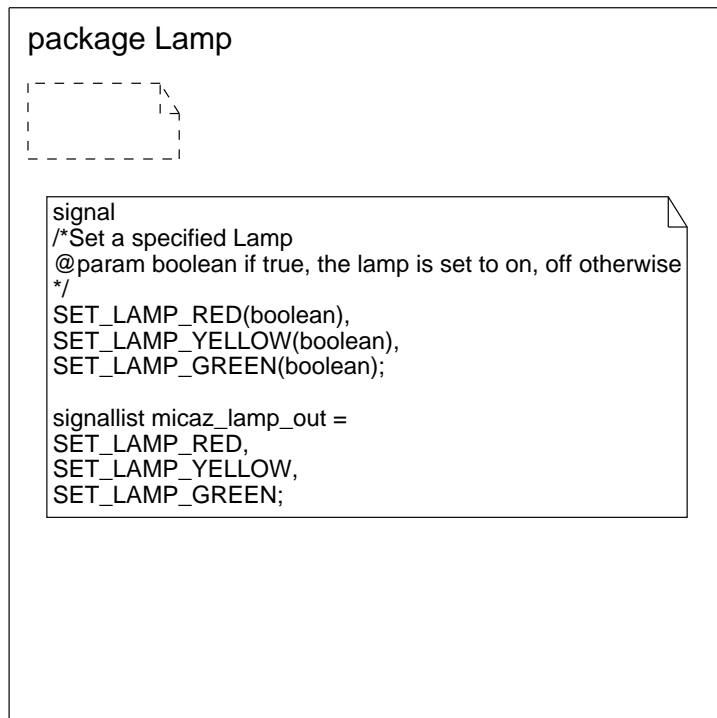 package Lamp
signal
/*Set a specified Lamp
@param boolean if true, the lamp is set to on, off otherwise
*/
SET_LAMP_RED(boolean),
SET_LAMP_YELLOW(boolean),
SET_LAMP_GREEN(boolean);
signallist micaz_lamp_out =
SET_LAMP_RED,
SET_LAMP_YELLOW,
SET_LAMP_GREEN;